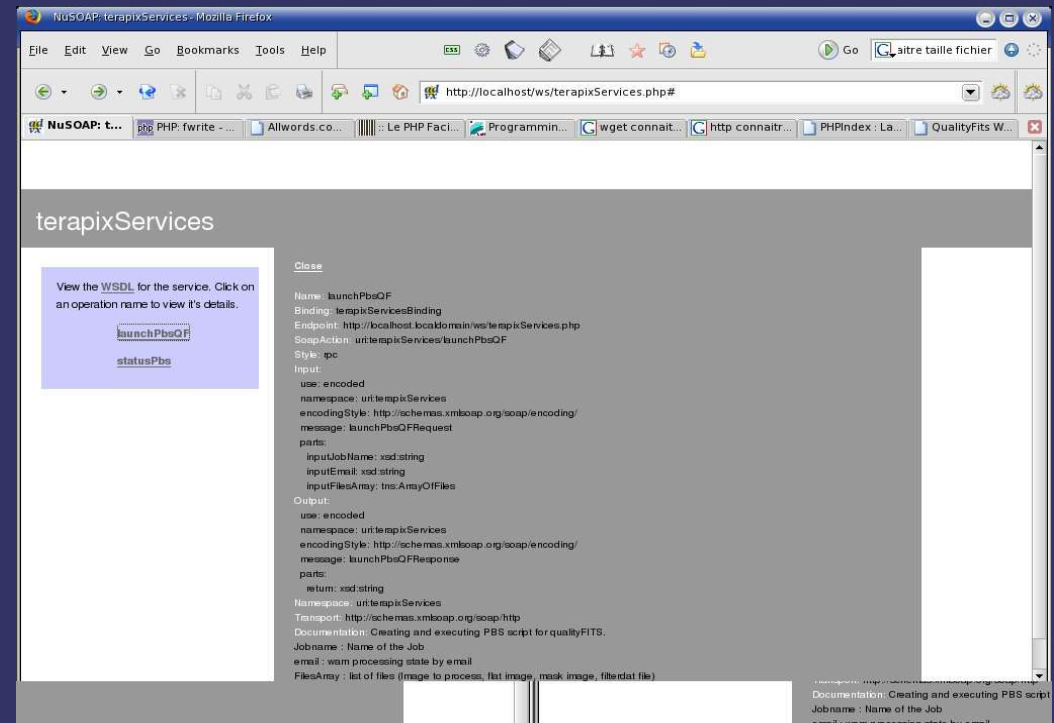 NuSOAP: terapixServices - Mozilla Firefox
File Edit View Go Bookmarks Tools Help
CSS
Go
G aitre taille fichier
http://localhost/ws/terapixServices.php#
NuSOAP: t...
php PHP: fwrite - ...
Allwords.co...
:: Le PHP Faci...
Programmin...
G wget connait...
G http connaitr...
PHPIndex : La...
QualityFits W...
terapixServices
View the WSDL for the service. Click on
an operation name to view it's details.
launchPbsQF
statusPbs
Close
Name: launchPbsQF
Binding: terapixServicesBinding
Endpoint: http://localhost.localdomain/ws/terapixServices.php
SoapAction: uri:terapixServices/launchPbsQF
Style: rpc
Input:
use: encoded
namespace: uri:terapixServices
encodingStyle: http://schemas.xmlsoap.org/soap/encoding/
message: launchPbsQFRequest
parts:
inputJobName: xsd:string
inputEmail: xsd:string
inputFilesArray: tns:ArrayOfFiles
Output:
use: encoded
namespace: uri:terapixServices
encodingStyle: http://schemas.xmlsoap.org/soap/encoding/
message: launchPbsQFResponse
parts:
return: xsd:string
Namespace: uri:terapixServices
Transport: http://schemas.xmlsoap.org/soap/http
Documentation: Creating and executing PBS script for qualityFITS.
Jobname : Name of the Job
email : warn processing state by email
FilesArray : list of files (Image to process, flat image, mask image, filterdat file)
Documentation: Creating and executing PBS script
Jobname : Name of the Job